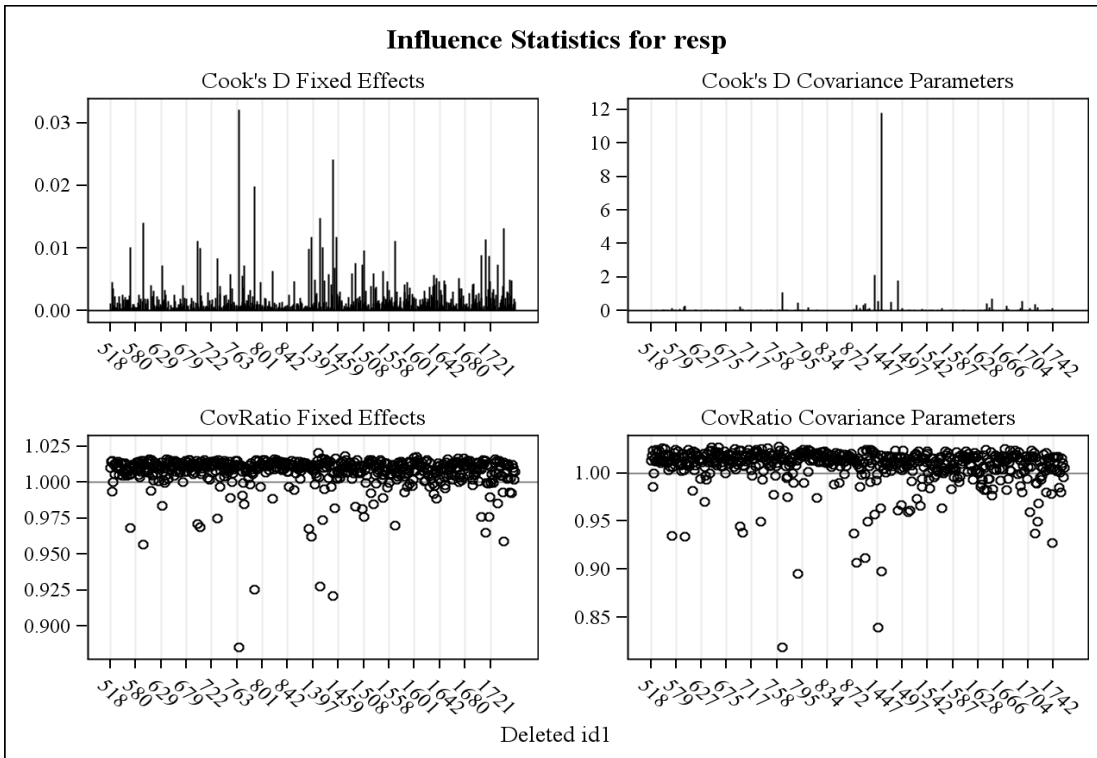 Influence Statistics for resp
Cook's D Fixed Effects
0.03
0.02
0.01
0.00
518 580 629 679 722 763 801 842 1397 1459 1508 1558 1601 1642 1680 1721
Cook's D Covariance Parameters
12
10
8
6
4
2
0
518 579 627 675 717 758 795 834 872 1447 1497 1542 1587 1628 1666 1704 1742
CovRatio Fixed Effects
1.025
1.000
0.975
0.950
0.925
0.900
518 580 629 679 722 763 801 842 1397 1459 1508 1558 1601 1642 1680 1721
CovRatio Covariance Parameters
1.00
0.95
0.90
0.85
518 579 627 675 717 758 795 834 872 1447 1497 1542 1587 1628 1666 1704 1742
Deleted id1